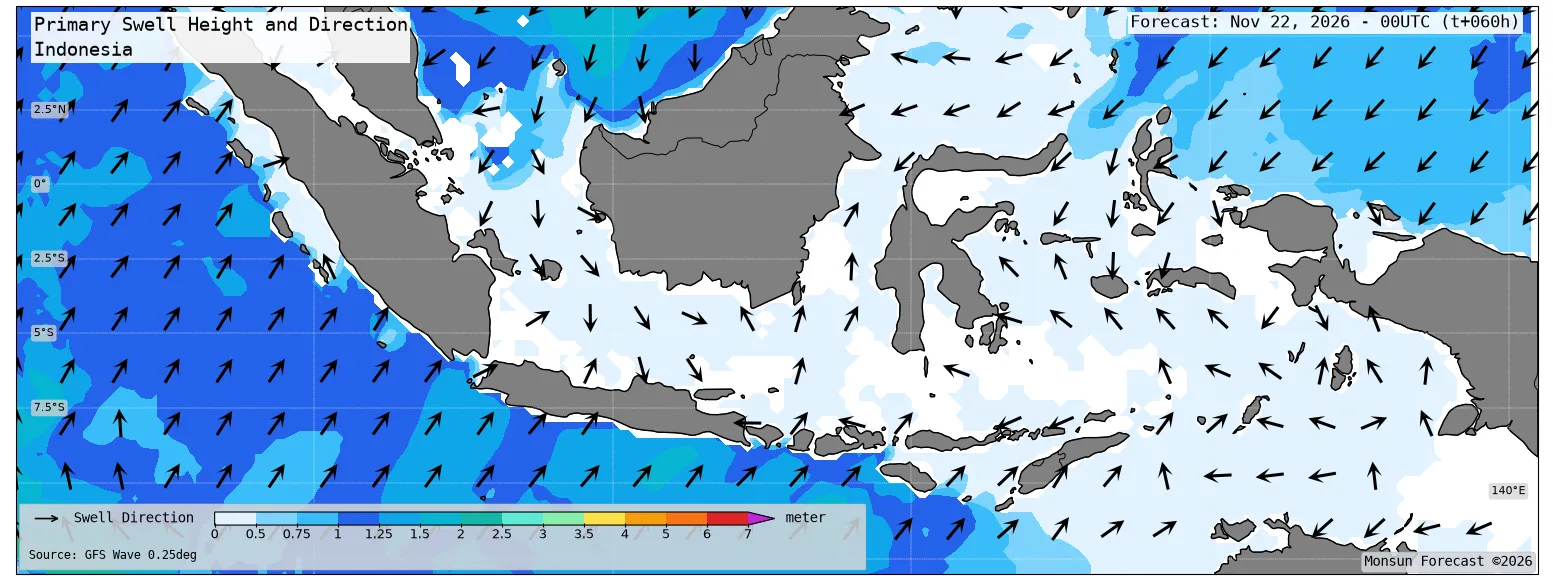 Primary Swell Height and Direction
Indonesia
Forecast: Nov 22, 2026 - 00UTC (t+060h)
2.5°N
0°
2.5°S
5°S
7.5°S
140°E
Swell Direction
meter
0 0.5 0.75 1 1.25 1.5 2 2.5 3 3.5 4 5 6 7
Source: GFS Wave 0.25deg
Monsun Forecast ©2026